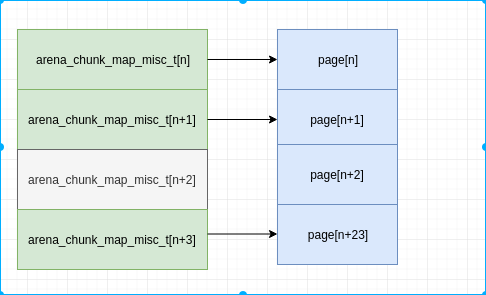 arena_chunk_map_misc_t[n]
page[n]
arena_chunk_map_misc_t[n+1]
page[n+1]
arena_chunk_map_misc_t[n+2]
page[n+2]
arena_chunk_map_misc_t[n+3]
page[n+23]